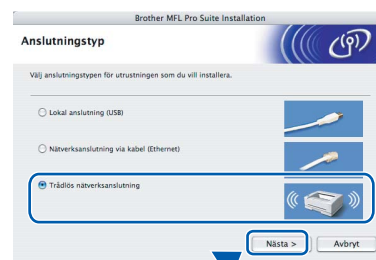 Brother MFL Pro Suite Installation
Anslutningstyp
Välj anslutningstypen för utrustningen som du vill installera.
Lokal anslutning (USB)
Nätverksanslutning via kabel (Ethernet)
Trådlös nätverksanslutning
Nästa >
Avbryt